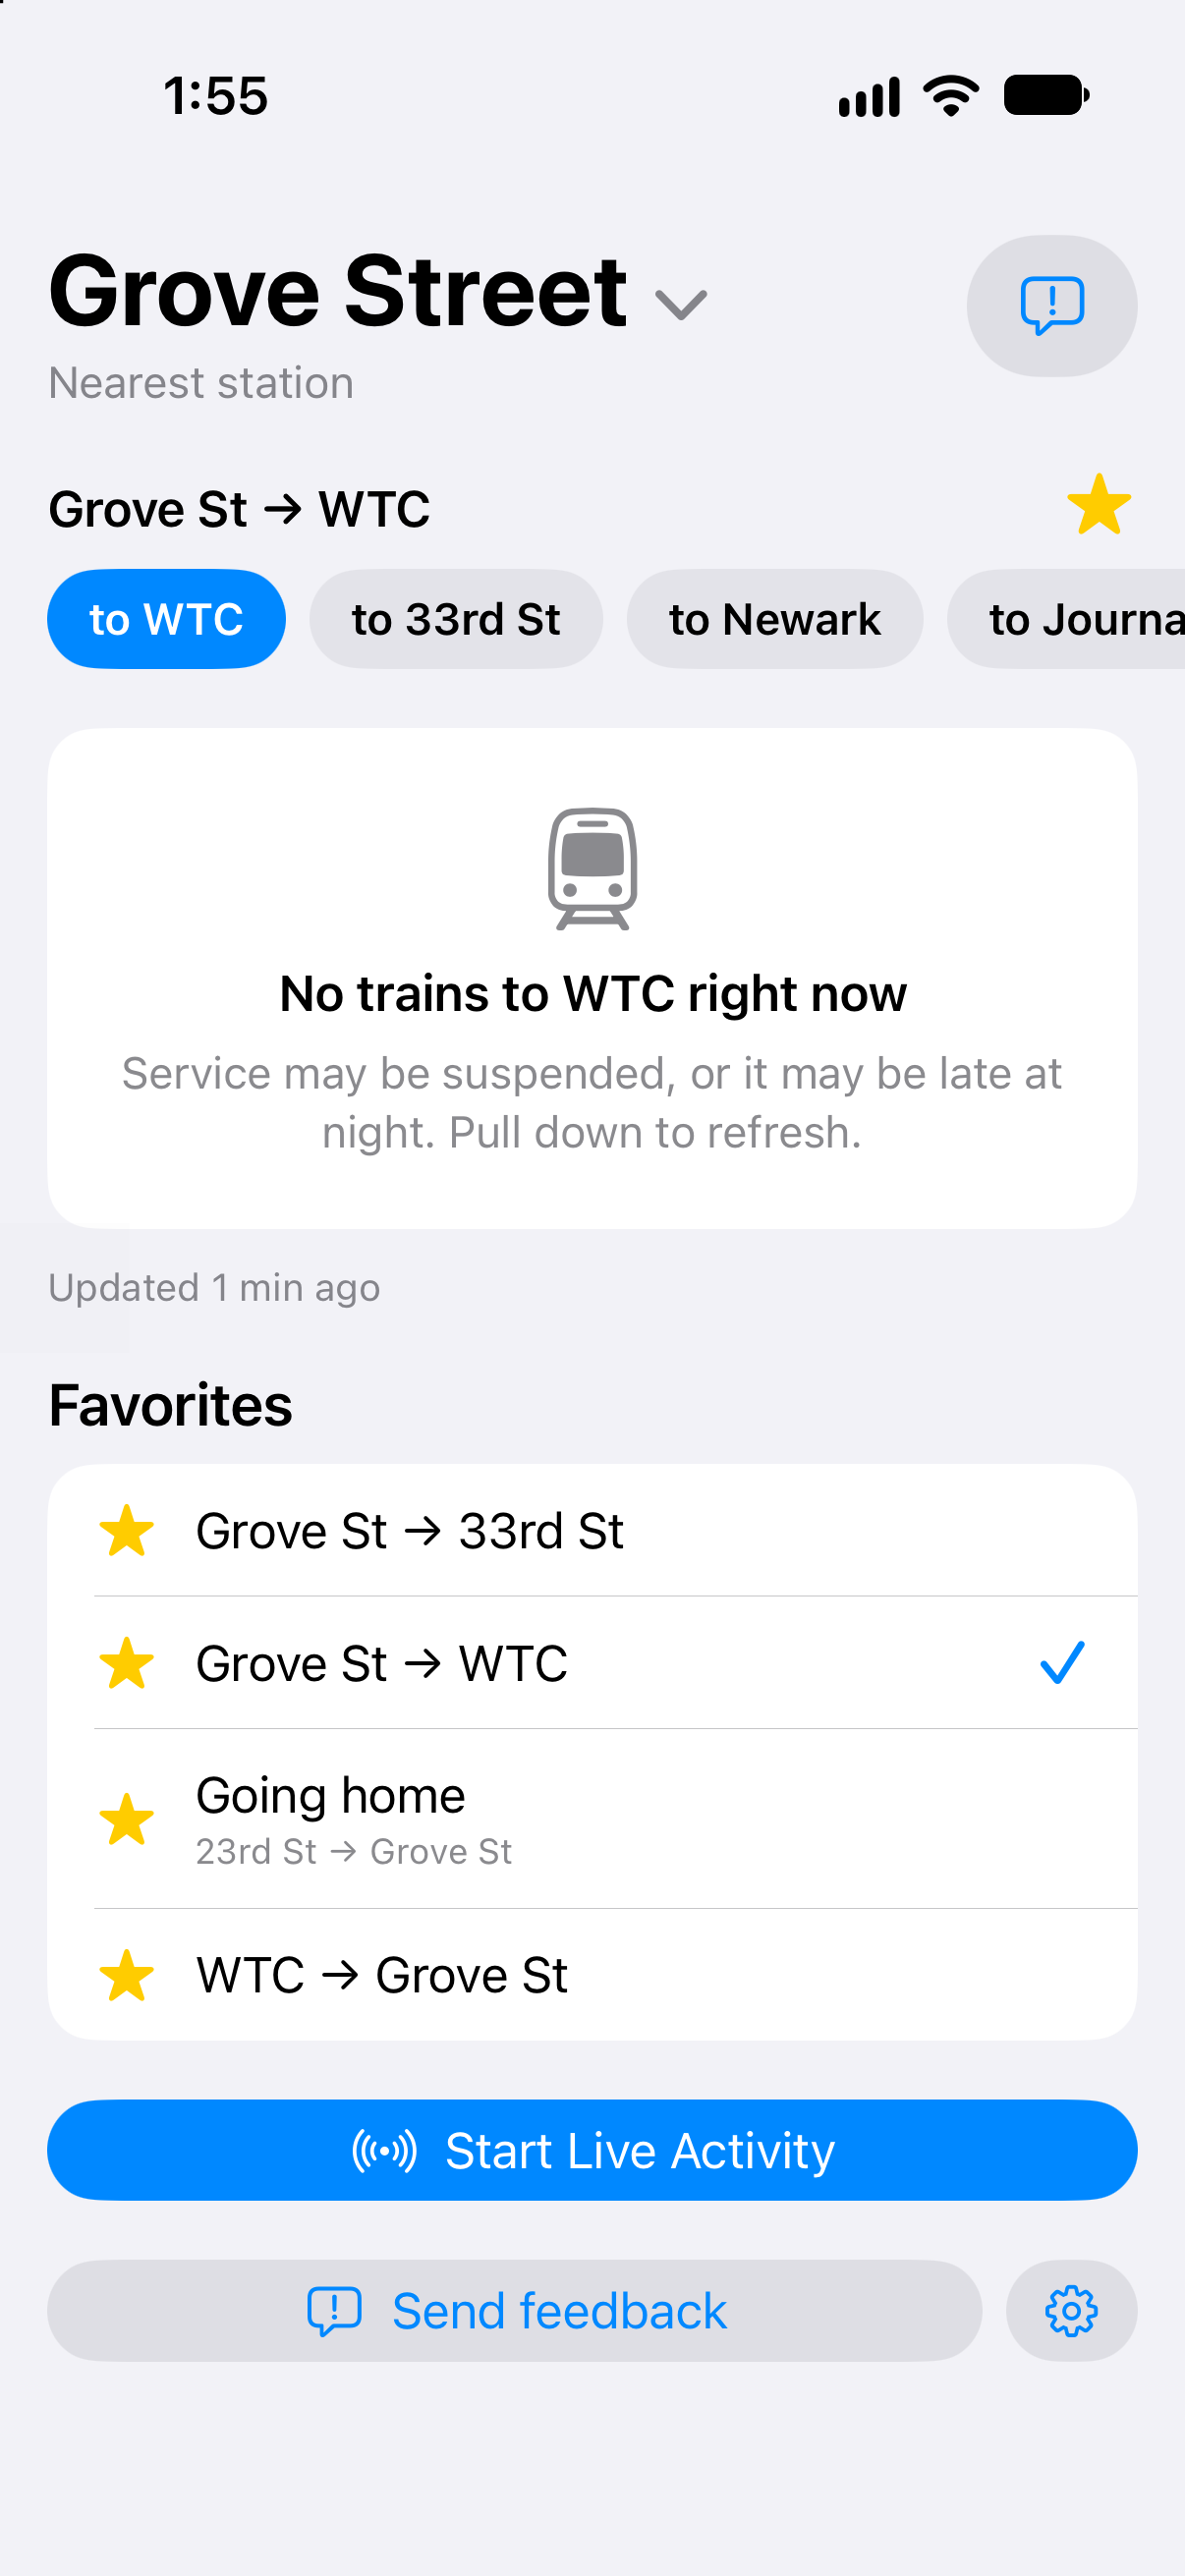 1:55
Grove Street
Nearest station
Grove St → WTC
to WTC
to 33rd St
to Newark
to Journa
No trains to WTC right now
Service may be suspended, or it may be late at
night. Pull down to refresh.
Updated 1 min ago
Favorites
Grove St → 33rd St
Grove St → WTC
Going home
23rd St → Grove St
WTC → Grove St
Start Live Activity
Send feedback